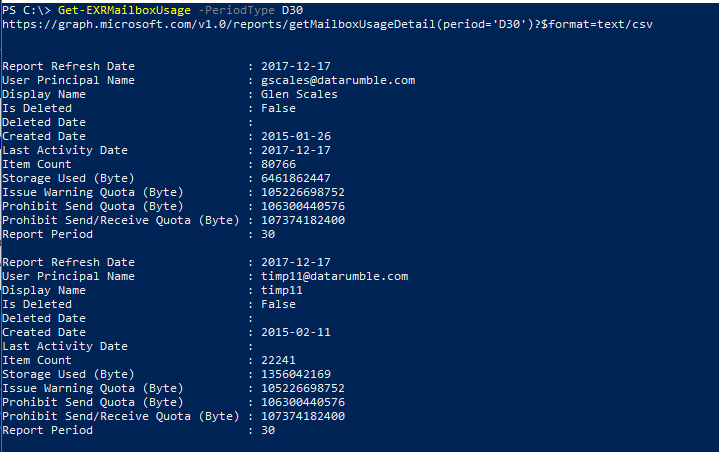 PS C:\> Get-EXRMailboxUsage -PeriodType D30
https://graph.microsoft.com/v1.0/reports/getMailboxUsageDetail(period='D30')?$format=text/csv
Report Refresh Date : 2017-12-17
User Principal Name : gscales@datarumble.com
Display Name : Glen Scales
Is Deleted : False
Deleted Date :
Created Date : 2015-01-26
Last Activity Date : 2017-12-17
Item Count : 80766
Storage Used (Byte) : 6461862447
Issue Warning Quota (Byte) : 105226698752
Prohibit Send Quota (Byte) : 106300440576
Prohibit Send/Receive Quota (Byte) : 107374182400
Report Period : 30
Report Refresh Date : 2017-12-17
User Principal Name : timp11@datarumble.com
Display Name : timp11
Is Deleted : False
Deleted Date :
Created Date : 2015-02-11
Last Activity Date :
Item Count : 22241
Storage Used (Byte) : 1356042169
Issue Warning Quota (Byte) : 105226698752
Prohibit Send Quota (Byte) : 106300440576
Prohibit Send/Receive Quota (Byte) : 107374182400
Report Period : 30